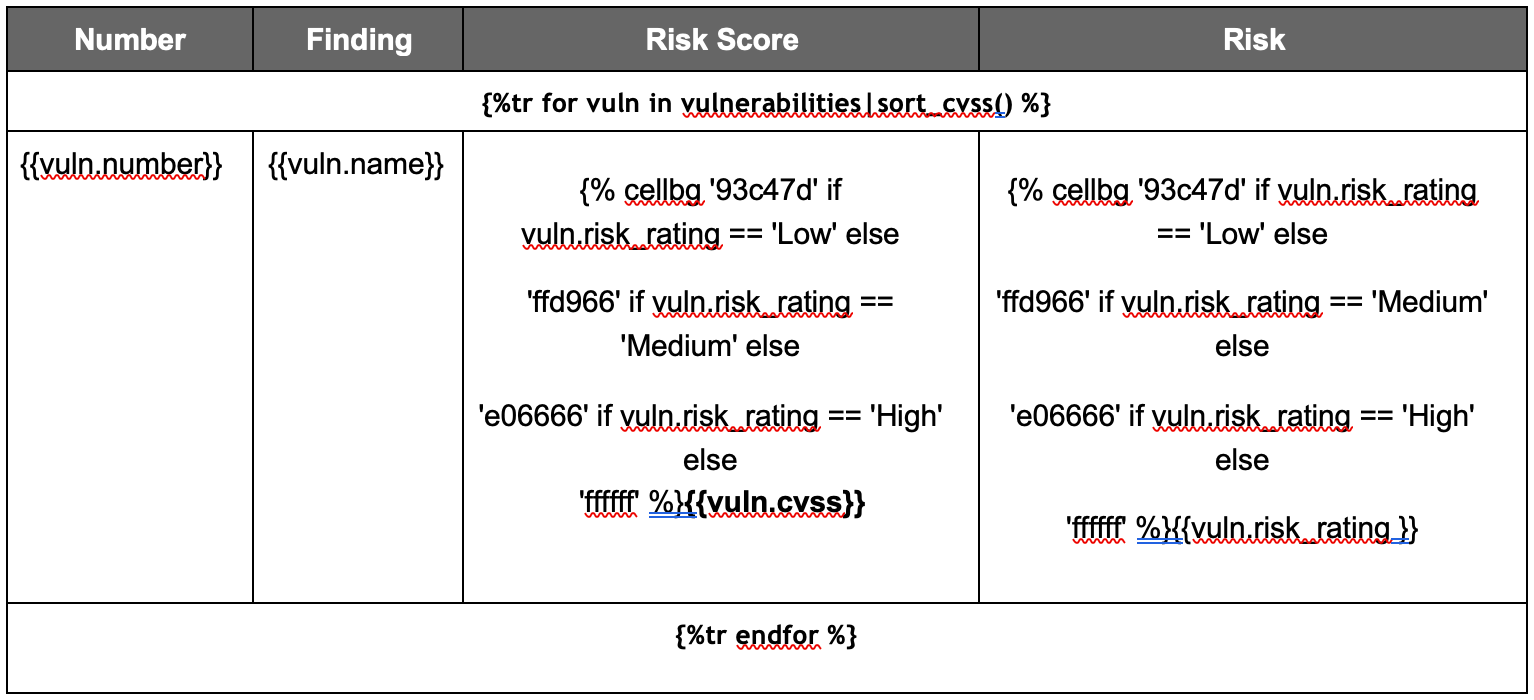 Number Finding Risk Score Risk
{%tr for vuln in vulnerabilities|sort_cvss() %}
{{vuln.number}}
{{vuln.name}}
{% cellbg '93c47d' if
vuln.risk_rating == 'Low' else
'ffd966' if vuln.risk_rating ==
'Medium' else
'e06666' if vuln.risk_rating == 'High'
else
'ffffff' %}{{vuln.cvss}}
{% cellbg '93c47d' if vuln.risk_rating
== 'Low' else
'ffd966' if vuln.risk_rating == 'Medium'
else
'e06666' if vuln.risk_rating == 'High'
else
'ffffff' %}{{vuln.risk_rating }}
{%tr endfor %}